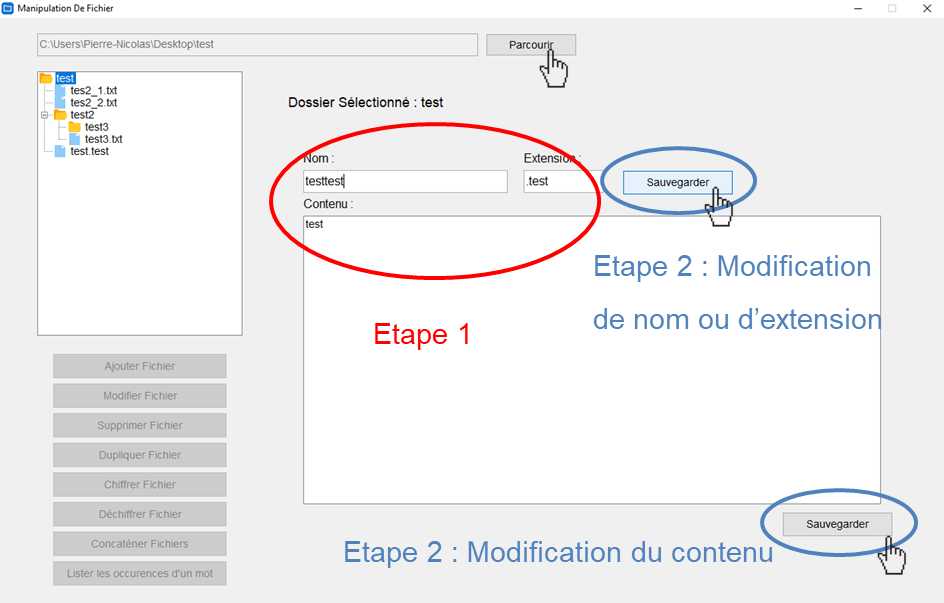 Manipulation De Fichier
C:\Users\Pierre-Nicolas\Desktop\test
Parcourir
test
tes2_1.txt
tes2_2.txt
test2
test3
test3.txt
test.test
Dossier Sélectionné : test
Nom :
Extension :
testtest
.test
Sauvegarder
Contenu :
test
Etape 2 : Modification
de nom ou d'extension
Etape 1
Ajouter Fichier
Modifier Fichier
Supprimer Fichier
Dupliquer Fichier
Chiffrer Fichier
Déchiffrer Fichier
Concaténer Fichiers
Lister les occurences d'un mot
Sauvegarder
Etape 2 : Modification du contenu